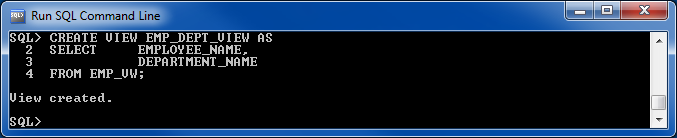 Run SQL Command Line
SQL> CREATE VIEW EMP_DEPT_VIEW AS
2 SELECT EMPLOYEE_NAME,
3 DEPARTMENT_NAME
4 FROM EMP_VW;
View created.
SQL>